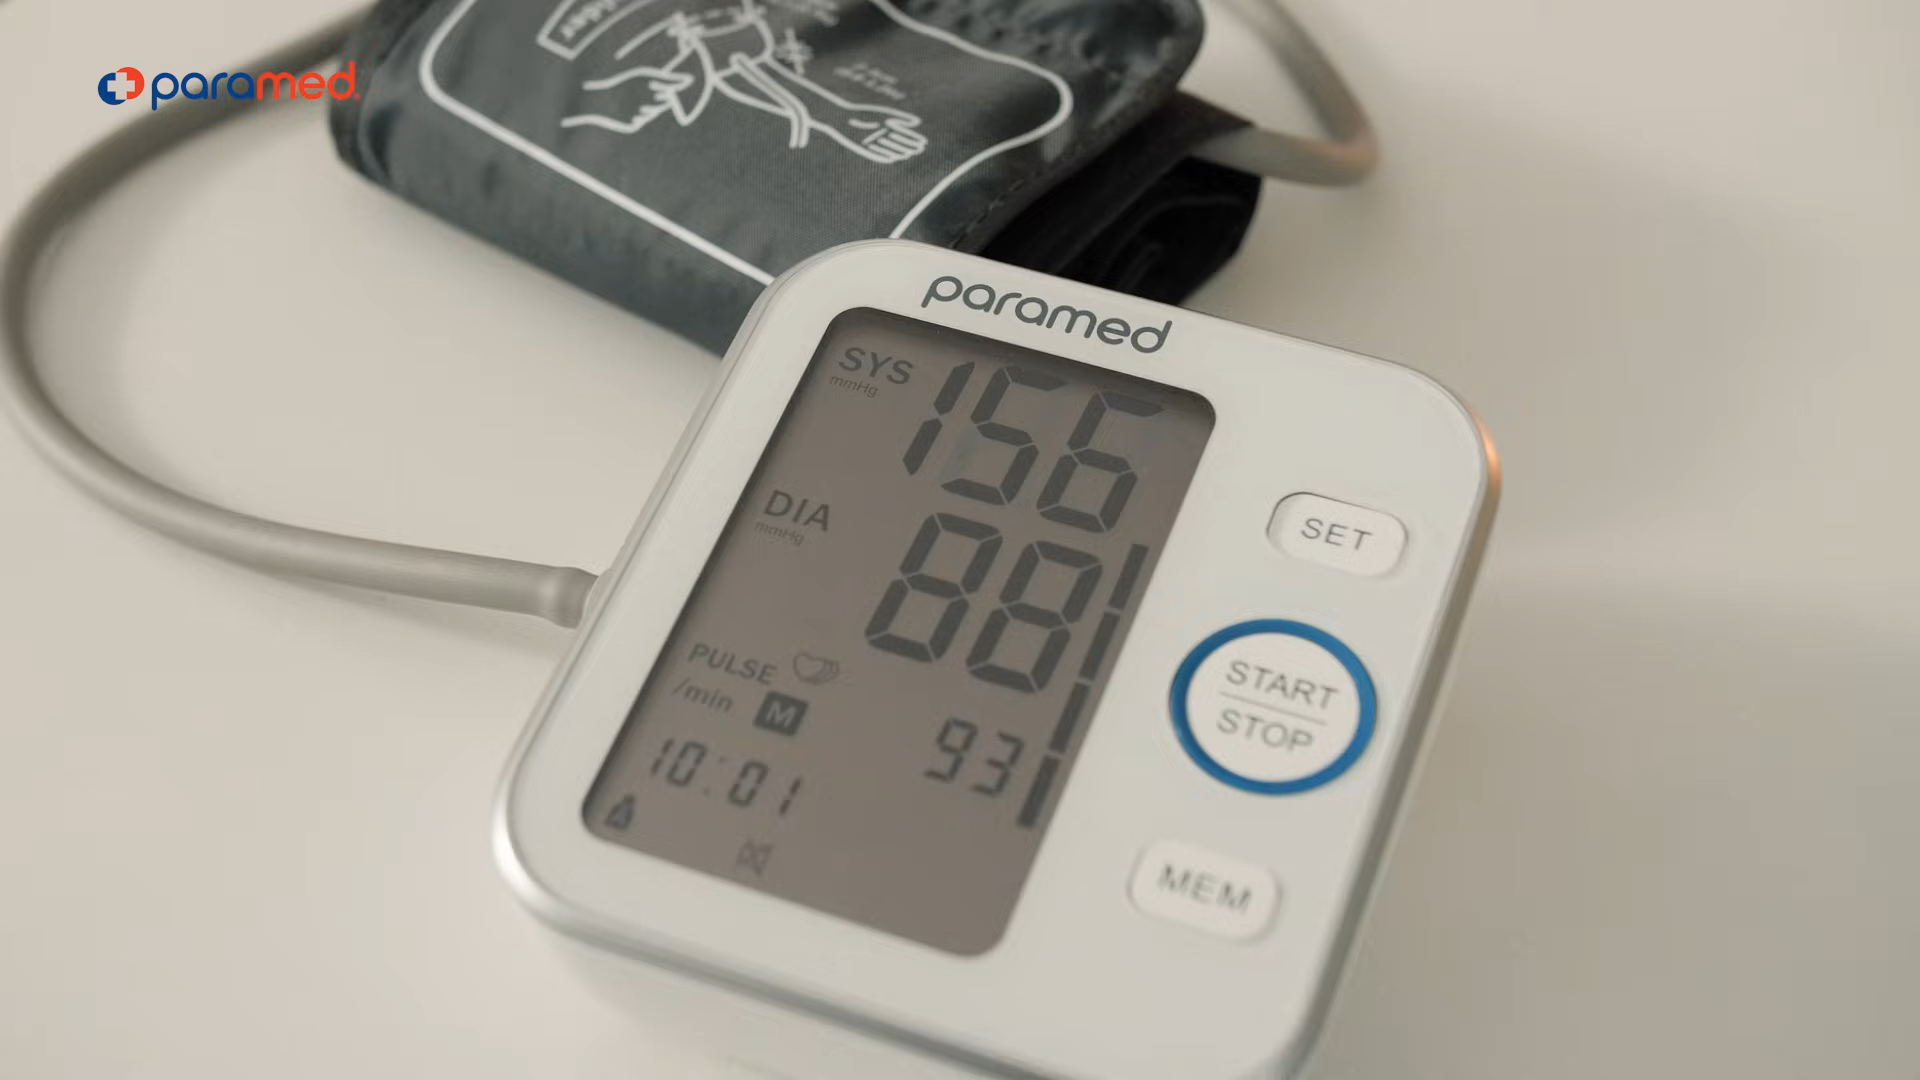 paramed
paramed
SYS
mmHg
156
DIA
mmHg
88
PULSE
/min
M
93
10:01
SET
START
STOP
MEM